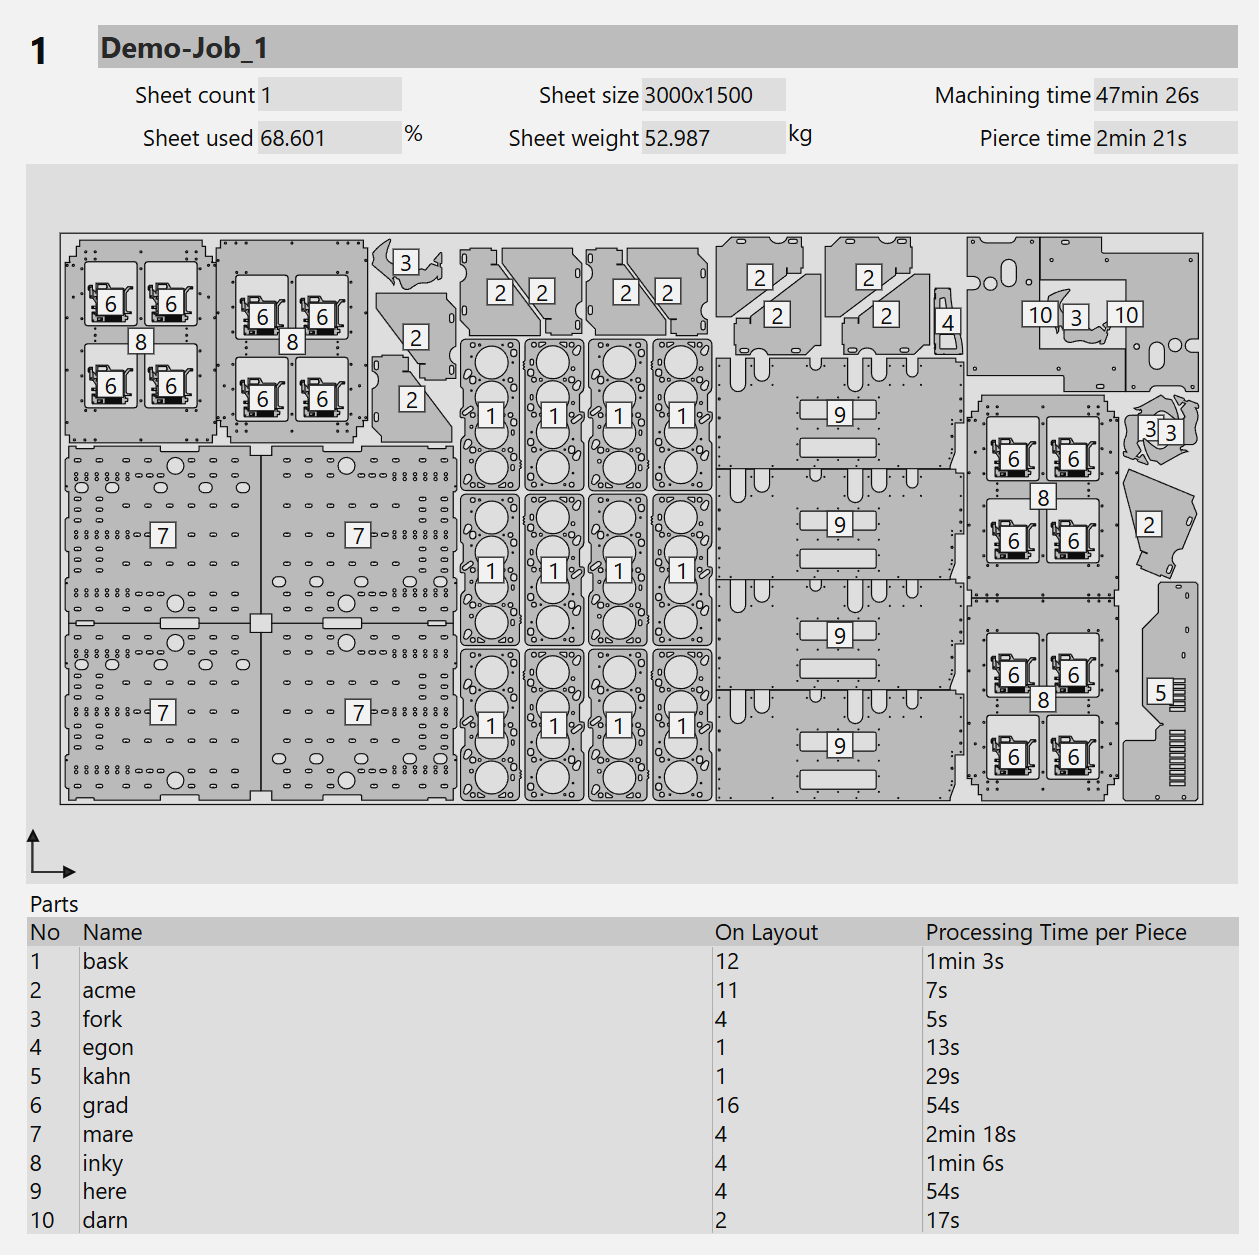 1 Demo-Job_1
Sheet count 1 Sheet size 3000x1500 Machining time 47min 26s
Sheet used 68.601 % Sheet weight 52.987 kg Pierce time 2min 21s
3
2 2 2 2
2 2
6 6 6 6
2 2
4
10 3 10
8 8
2
6 6 6 6
2
1 1 1 1
9
3 3
6 6
8
9
2
7 7
6 6
1 1 1 1
9
6 6
5
8
7 7
1 1 1 1
9
6 6
Parts
No Name On Layout Processing Time per Piece
1 bask 12 1min 3s
2 acme 11 7s
3 fork 4 5s
4 egon 1 13s
5 kahn 1 29s
6 grad 16 54s
7 mare 4 2min 18s
8 inky 4 1min 6s
9 here 4 54s
10 darn 2 17s